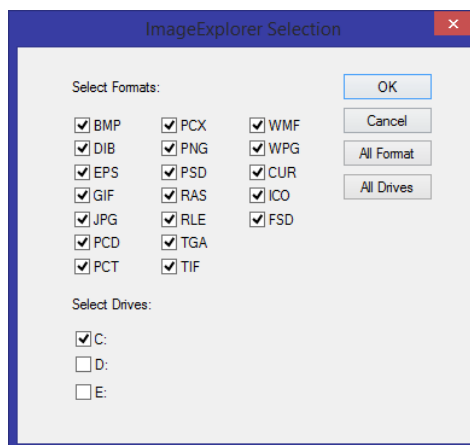 ImageExplorer Selection
Select Formats:
OK
BMP PCX WMF
Cancel
DIB PNG WPG
All Format
EPS PSD CUR
GIF RAS ICO
All Drives
JPG RLE FSD
PCD TGA
PCT TIF
Select Drives:
C:
D:
E: